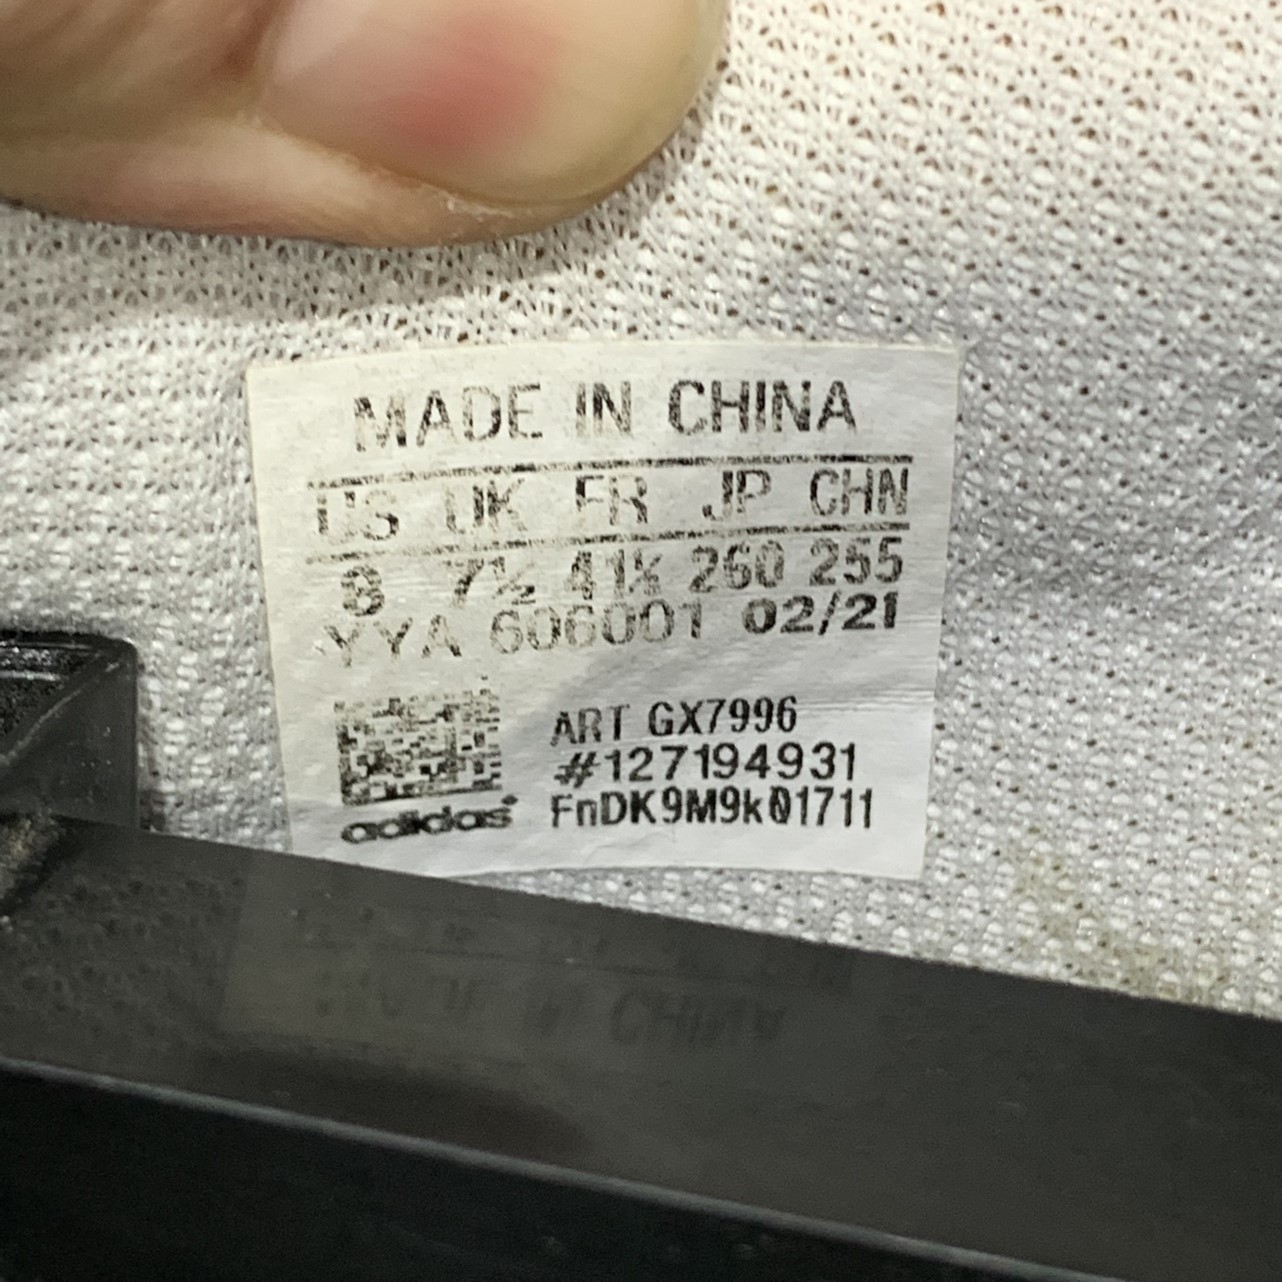 MADE IN CHINA
US UK FR JP CHN
8 7½ 41⅓ 260 255
YYA 606001 02/21
ART GX7996
#127194931
FnDK9M9k01711
adidas